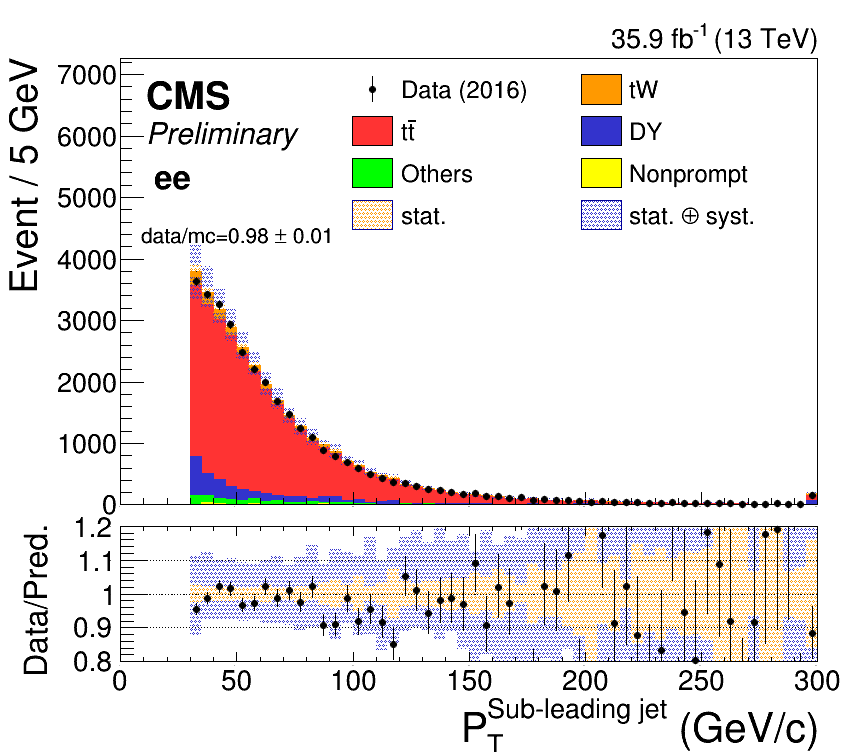 35.9 fb-1 (13 TeV)
Event / 5 GeV
7000
6000
5000
4000
3000
2000
1000
0
CMS
Preliminary
ee
data/mc=0.98 ± 0.01
Data (2016)
tW
tt̄
DY
Others
Nonprompt
stat.
stat. ⊕ syst.
Data/Pred.
1.2
1.1
1
0.9
0.8
0 50 100 150 200 250 300
P_T^Sub-leading jet (GeV/c)